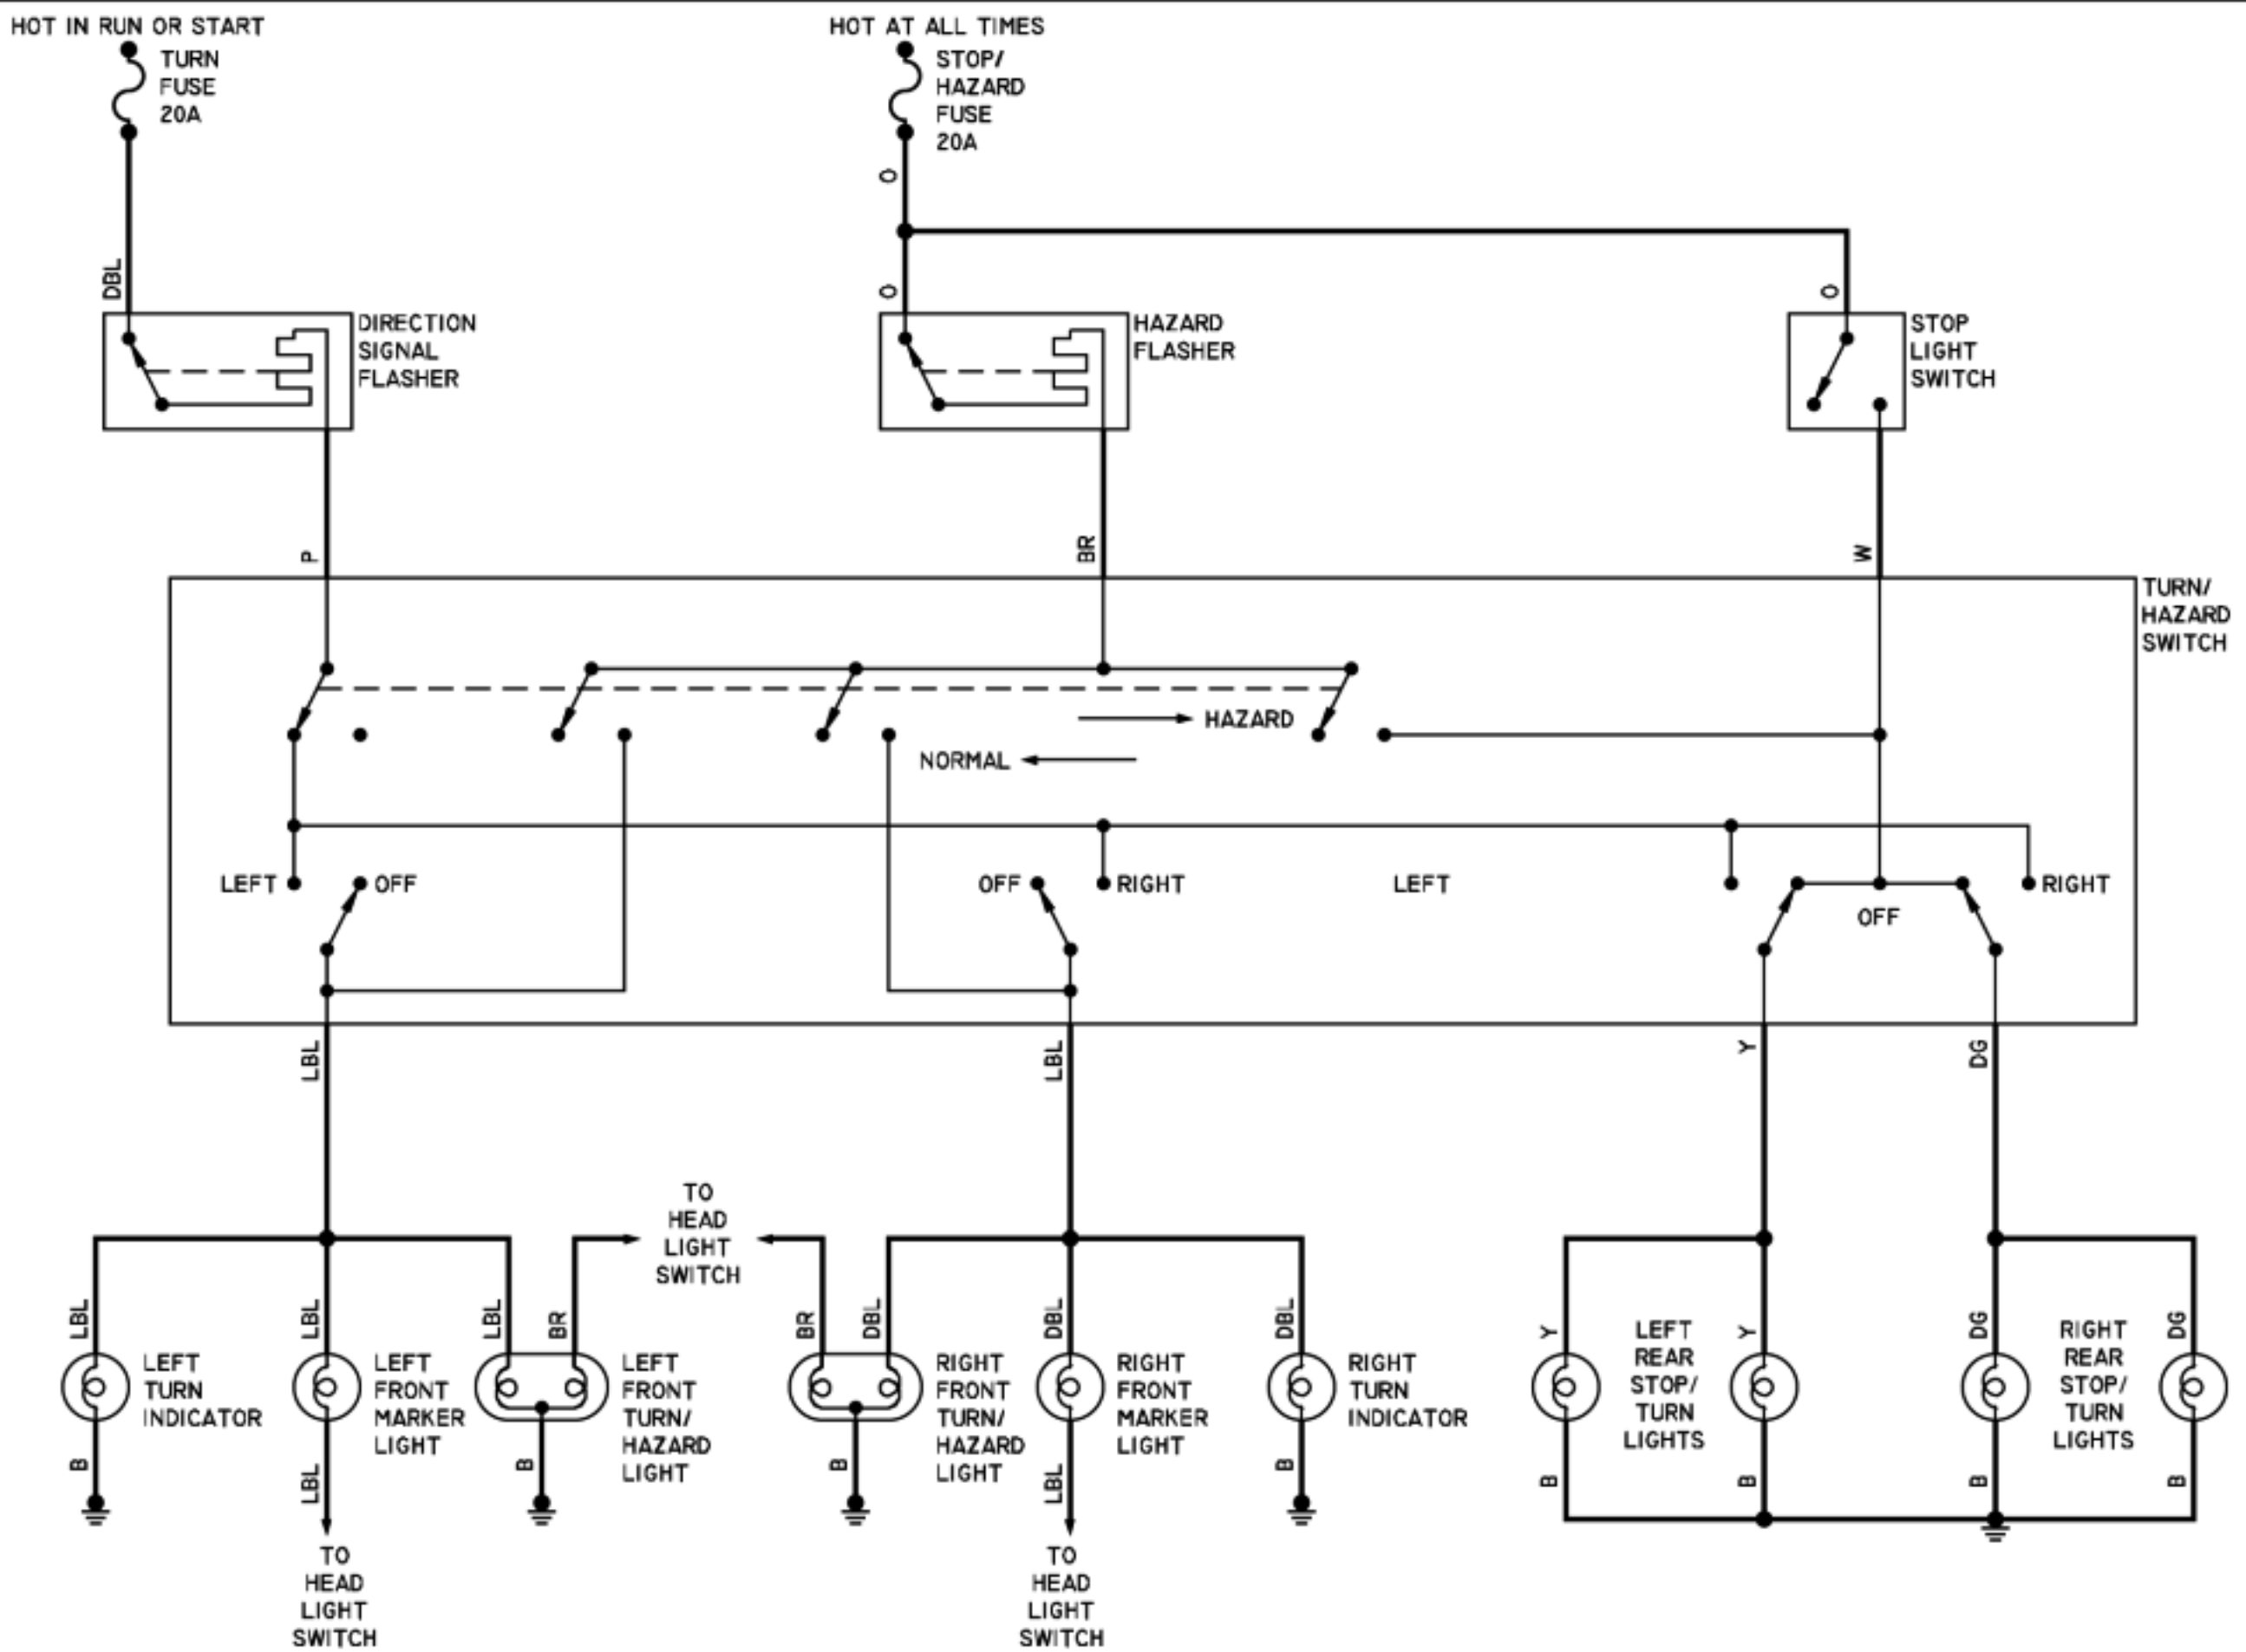 HOT IN RUN OR START
TURN
FUSE
20A
HOT AT ALL TIMES
STOP/
HAZARD
FUSE
20A
O
DBL
O
O
DIRECTION
SIGNAL
FLASHER
HAZARD
FLASHER
STOP
LIGHT
SWITCH
P
BR
W
TURN/
HAZARD
SWITCH
HAZARD
NORMAL
LEFT
OFF
OFF
RIGHT
LEFT
OFF
RIGHT
LBL
LBL
Y
DG
TO
HEAD
LIGHT
SWITCH
LBL
LBL
LBL
BR
BR
DBL
DBL
DBL
Y
Y
DG
DG
LEFT
TURN
INDICATOR
LEFT
FRONT
MARKER
LIGHT
LEFT
FRONT
TURN/
HAZARD
LIGHT
RIGHT
FRONT
TURN/
HAZARD
LIGHT
RIGHT
FRONT
MARKER
LIGHT
RIGHT
TURN
INDICATOR
LEFT
REAR
STOP/
TURN
LIGHTS
RIGHT
REAR
STOP/
TURN
LIGHTS
B
LBL
B
B
LBL
B
B
B
B
B
TO
HEAD
LIGHT
SWITCH
TO
HEAD
LIGHT
SWITCH